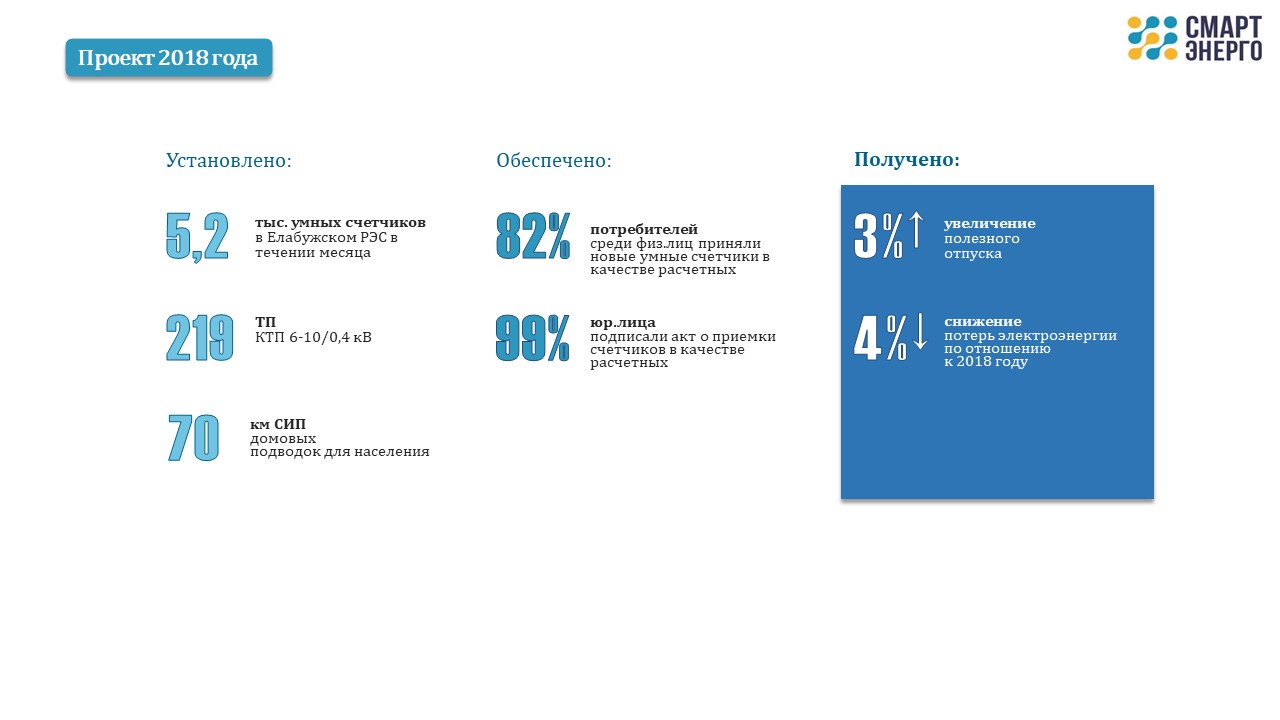 Проект 2018 года
СМАРТ
ЭНЕРГО
Установлено:
5,2
тыс. умных счетчиков
в Елабужском РЭС в
течении месяца
219
ТП
КТП 6-10/0,4 кВ
70
км СИП
домовых
подводок для населения
Обеспечено:
82%
потребителей
среди физ.лиц приняли
новые умные счетчики в
качестве расчетных
99%
юр.лица
подписали акт о приемки
счетчиков в качестве
расчетных
Получено:
3%↑
увеличение
полезного
отпуска
4%↓
снижение
потерь электроэнергии
по отношению
к 2018 году